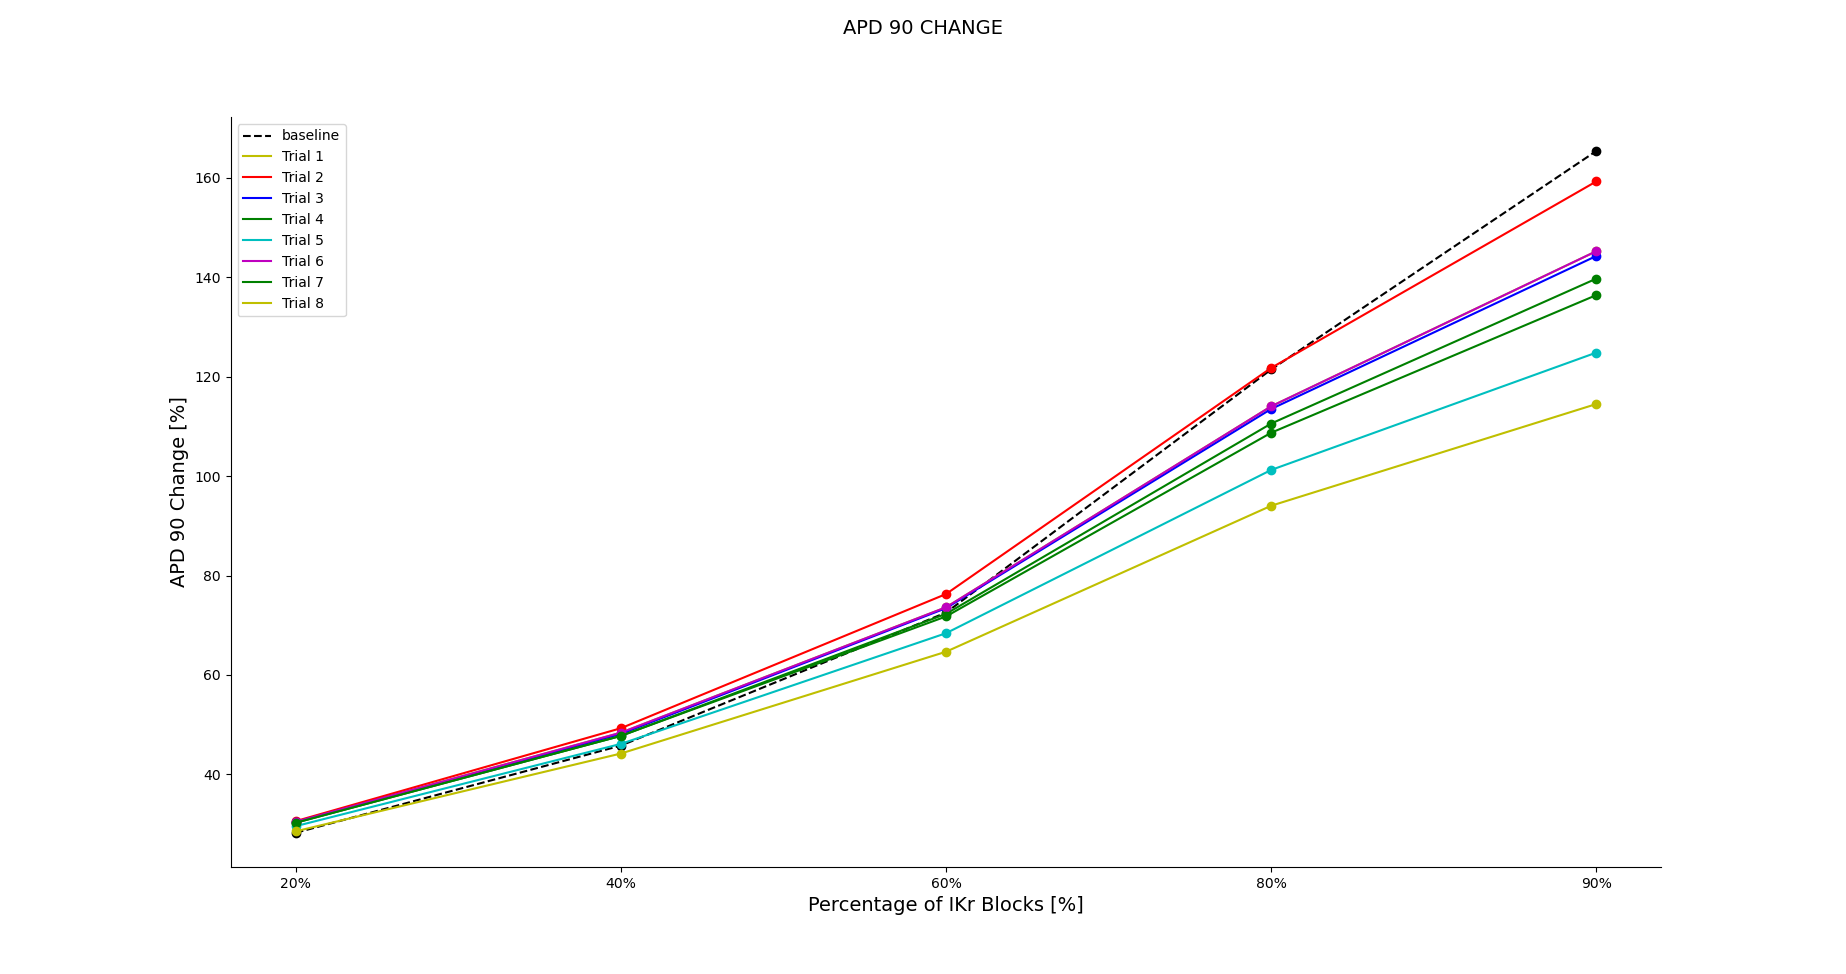 APD 90 CHANGE
baseline
Trial 1
Trial 2
Trial 3
Trial 4
Trial 5
Trial 6
Trial 7
Trial 8
160
140
120
100
80
60
40
APD 90 Change [%]
20% 40% 60% 80% 90%
Percentage of IKr Blocks [%]